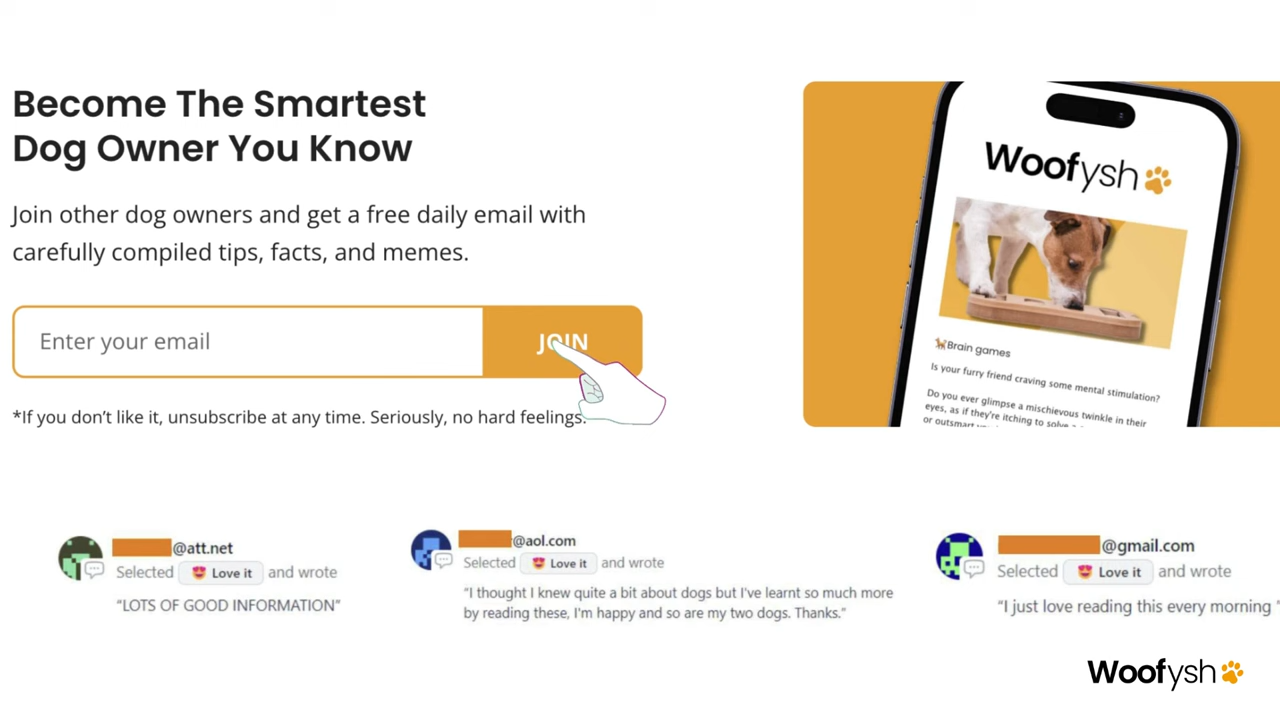 Become The Smartest
Dog Owner You Know
Join other dog owners and get a free daily email with
carefully compiled tips, facts, and memes.
Enter your email
JOIN
*If you don't like it, unsubscribe at any time. Seriously, no hard feelings.
Woofysh
Brain games
Is your furry friend craving some mental stimulation?
Do you ever glimpse a mischievous twinkle in their
eyes, as if they're itching to solve a
or outsmart
@att.net
Selected Love it and wrote
“LOTS OF GOOD INFORMATION”
@aol.com
Selected Love it and wrote
“I thought I knew quite a bit about dogs but I've learnt so much more
by reading these, I'm happy and so are my two dogs. Thanks.”
@gmail.com
Selected Love it and wrote
“I just love reading this every morning “
Woofysh